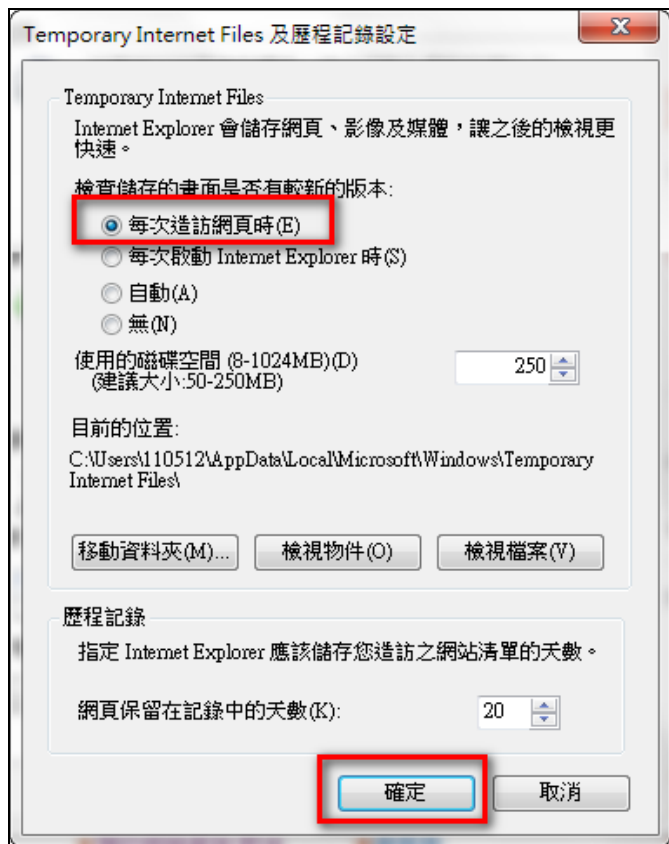 Temporary Internet Files 及歷程記錄設定
Temporary Internet Files
Internet Explorer 會儲存網頁、影像及媒體，讓之後的檢視更
快速。
檢查儲存的畫面是否有較新的版本:
每次造訪網頁時(E)
每次啟動 Internet Explorer 時(S)
自動(A)
無(N)
使用的磁碟空間 (8-1024MB)(D)
(建議大小:50-250MB)
250
目前的位置:
C:\Users\110512\AppData\Local\Microsoft\Windows\Temporary
Internet Files\
移動資料夾(M)... 檢視物件(O) 檢視檔案(V)
歷程記錄
指定 Internet Explorer 應該儲存您造訪之網站清單的天數。
網頁保留在記錄中的天數(K): 20
確定 取消